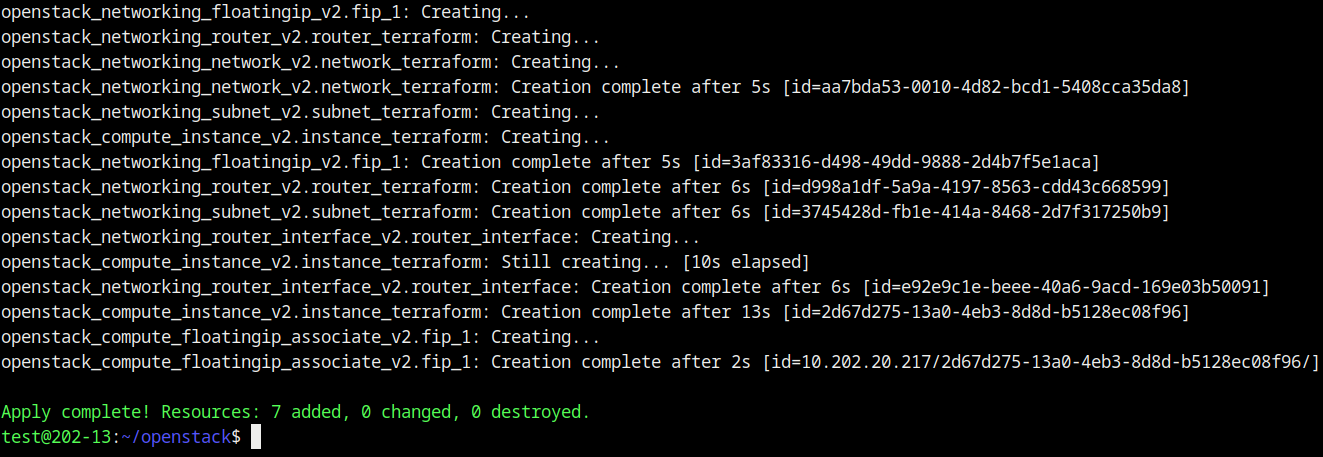 openstack_networking_floatingip_v2.fip_1: Creating...
openstack_networking_router_v2.router_terraform: Creating...
openstack_networking_network_v2.network_terraform: Creating...
openstack_networking_network_v2.network_terraform: Creation complete after 5s [id=aa7bda53-0010-4d82-bcd1-5408cca35da8]
openstack_networking_subnet_v2.subnet_terraform: Creating...
openstack_compute_instance_v2.instance_terraform: Creating...
openstack_networking_floatingip_v2.fip_1: Creation complete after 5s [id=3af83316-d498-49dd-9888-2d4b7f5e1aca]
openstack_networking_router_v2.router_terraform: Creation complete after 6s [id=d998a1df-5a9a-4197-8563-cdd43c668599]
openstack_networking_subnet_v2.subnet_terraform: Creation complete after 6s [id=3745428d-fb1e-414a-8468-2d7f317250b9]
openstack_networking_router_interface_v2.router_interface: Creating...
openstack_compute_instance_v2.instance_terraform: Still creating... [10s elapsed]
openstack_networking_router_interface_v2.router_interface: Creation complete after 6s [id=e92e9c1e-beee-40a6-9acd-169e03b50091]
openstack_compute_instance_v2.instance_terraform: Creation complete after 13s [id=2d67d275-13a0-4eb3-8d8d-b5128ec08f96]
openstack_compute_floatingip_associate_v2.fip_1: Creating...
openstack_compute_floatingip_associate_v2.fip_1: Creation complete after 2s [id=10.202.20.217/2d67d275-13a0-4eb3-8d8d-b5128ec08f96/]
Apply complete! Resources: 7 added, 0 changed, 0 destroyed.
test@202-13:~/openstack$